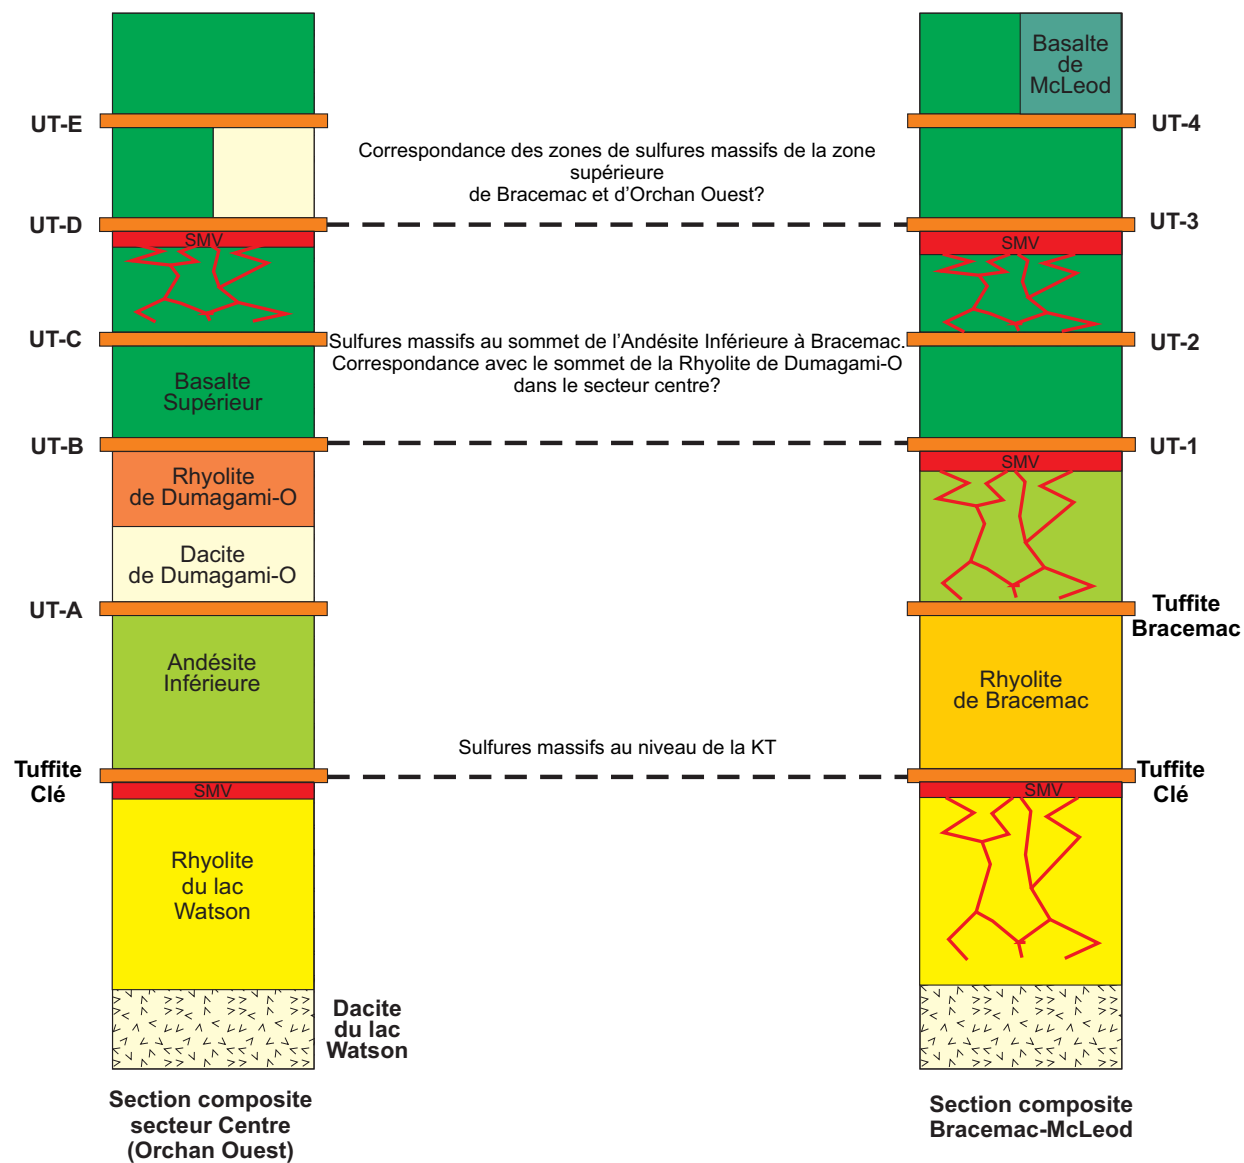 Basalte
de
McLeod
UT-E
UT-4
Correspondance des zones de sulfures massifs de la zone
supérieure
de Bracemac et d'Orchan Ouest?
UT-D
UT-3
SMV
SMV
UT-C
UT-2
Sulfures massifs au sommet de l'Andésite Inférieure à Bracemac.
Correspondance avec le sommet de la Rhyolite de Dumagami-O
dans le secteur centre?
Basalte
Supérieur
UT-B
UT-1
SMV
Rhyolite
de Dumagami-O
Dacite
de Dumagami-O
UT-A
Tuffite
Bracemac
Andésite
Inférieure
Rhyolite
de Bracemac
Sulfures massifs au niveau de la KT
Tuffite
Clé
Tuffite
Clé
SMV
SMV
Rhyolite
du lac
Watson
Dacite
du lac
Watson
Section composite
secteur Centre
(Orchan Ouest)
Section composite
Bracemac-McLeod